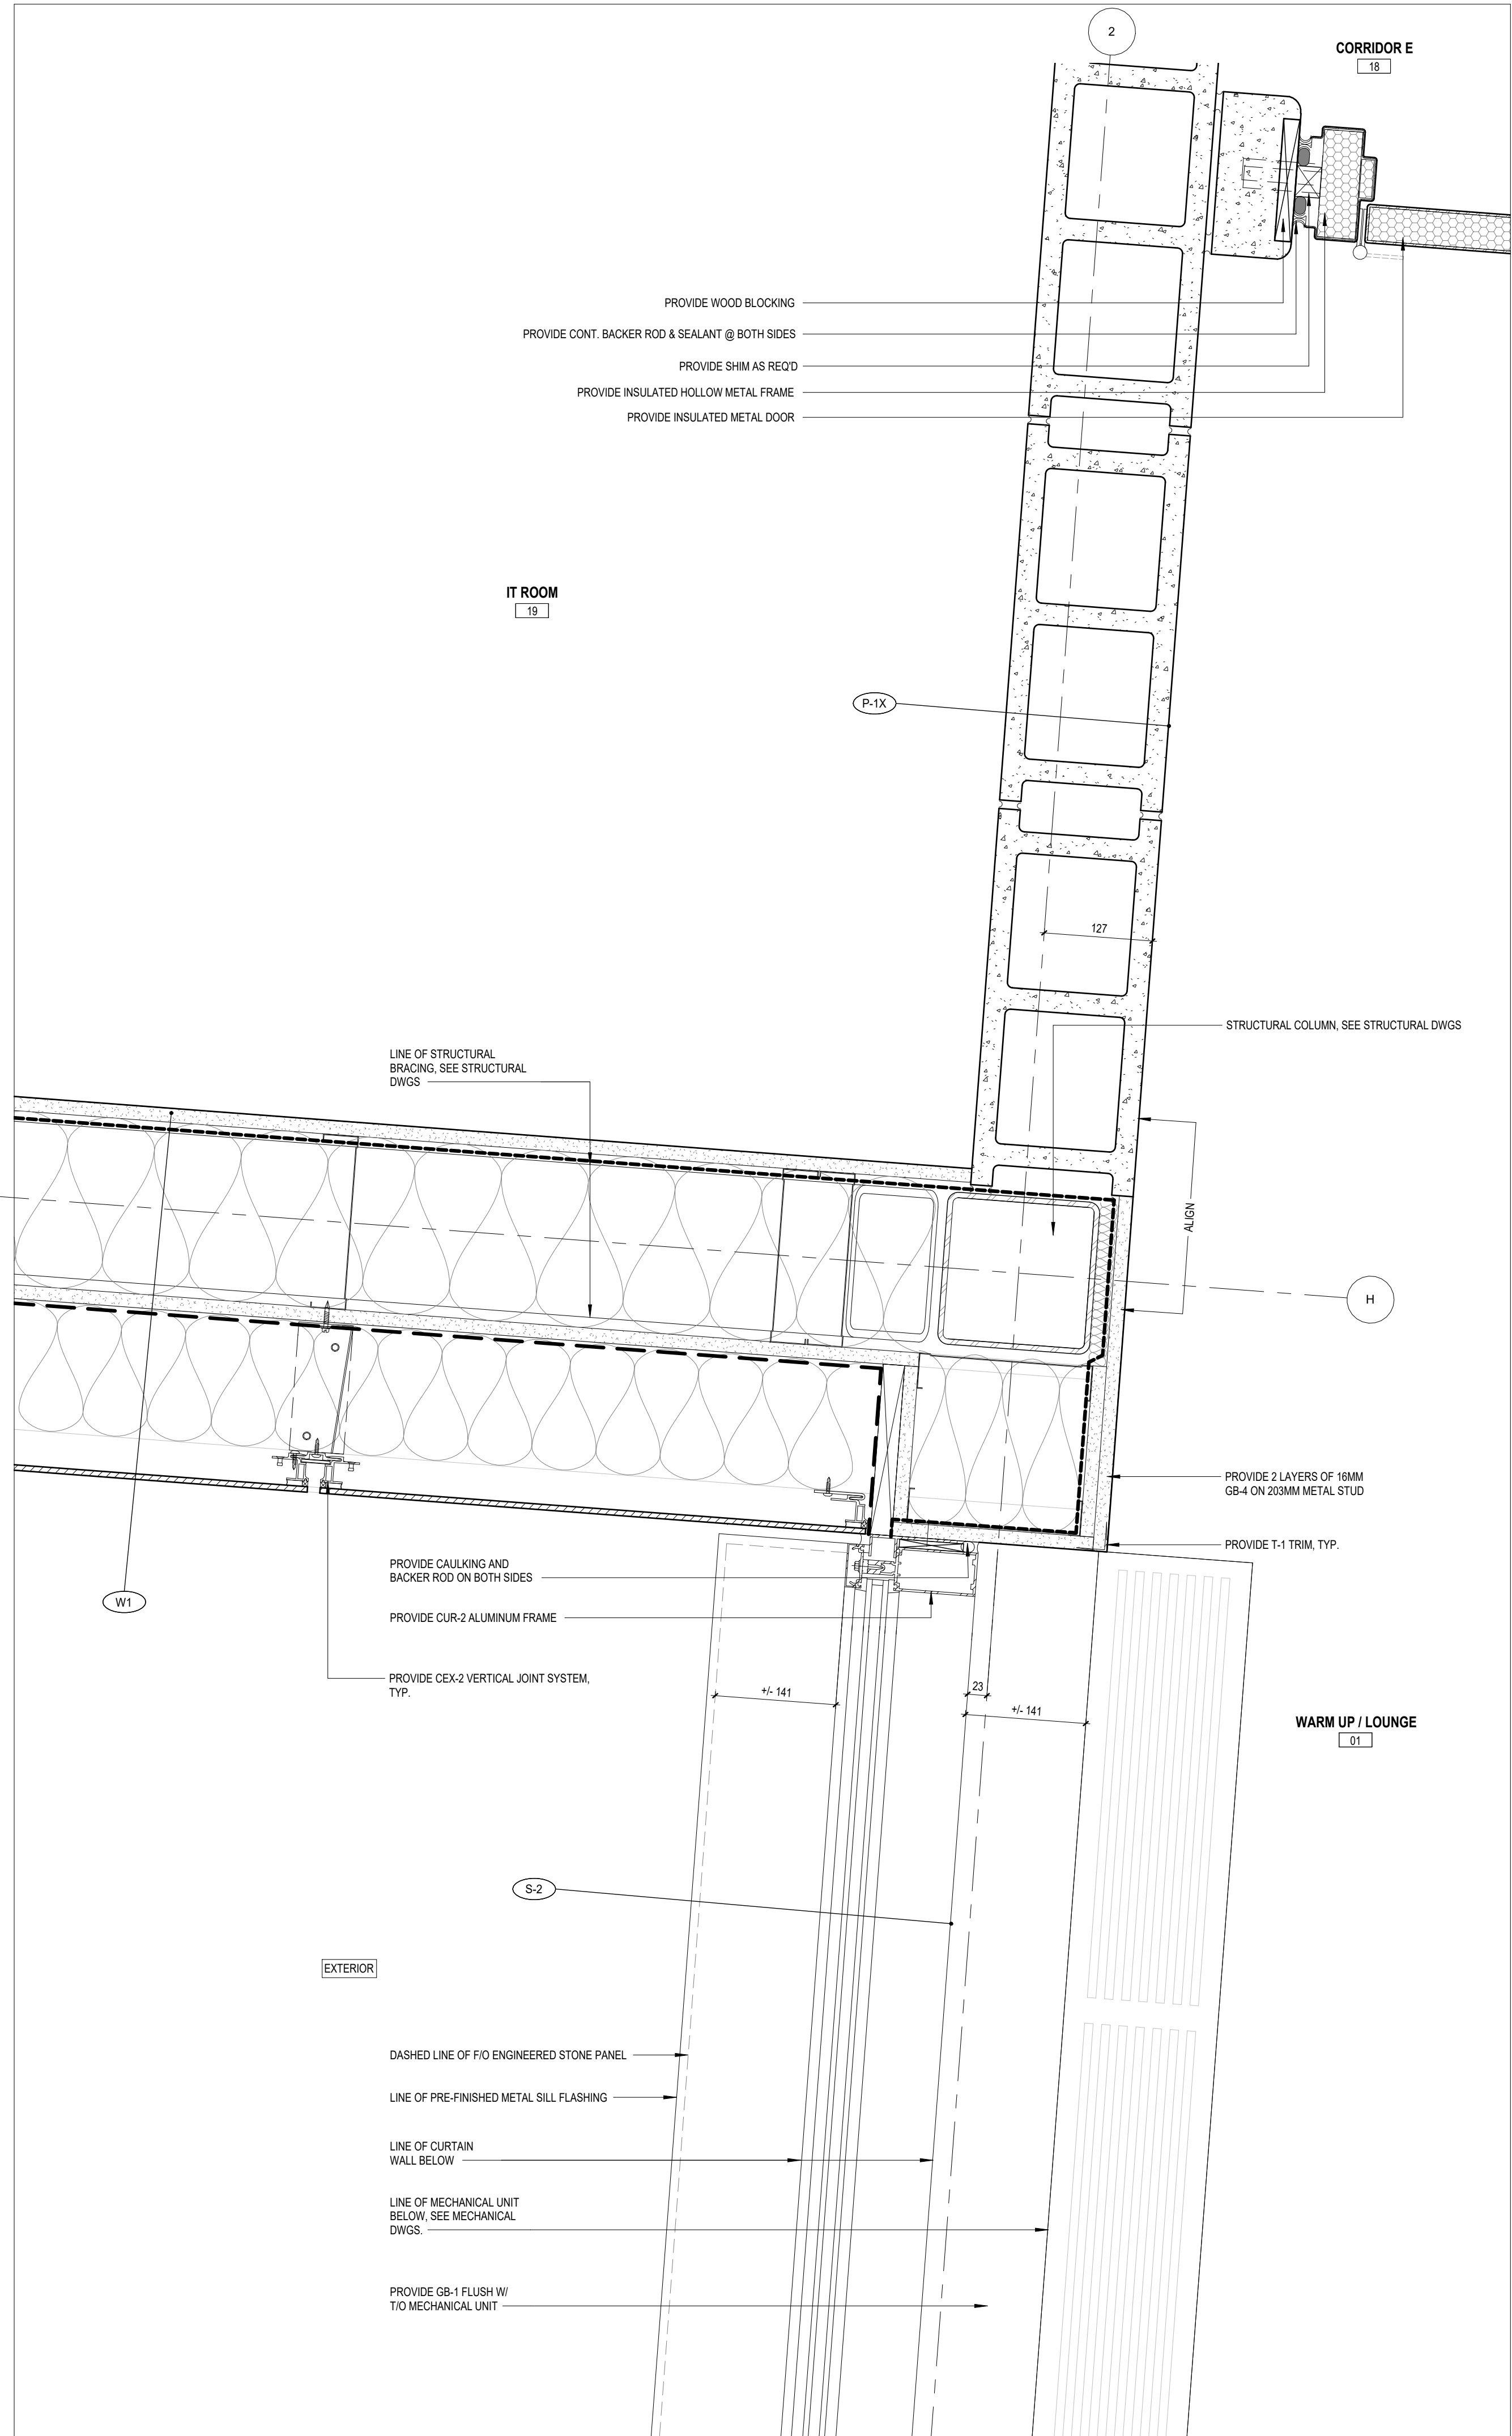 2
CORRIDOR E
18
PROVIDE WOOD BLOCKING
PROVIDE CONT. BACKER ROD & SEALANT @ BOTH SIDES
PROVIDE SHIM AS REQ'D
PROVIDE INSULATED HOLLOW METAL FRAME
PROVIDE INSULATED METAL DOOR
IT ROOM
19
P-1X
127
STRUCTURAL COLUMN, SEE STRUCTURAL DWGS
LINE OF STRUCTURAL
BRACING, SEE STRUCTURAL
DWGS
ALIGN
H
PROVIDE 2 LAYERS OF 16MM
GB-4 ON 203MM METAL STUD
PROVIDE T-1 TRIM, TYP.
PROVIDE CAULKING AND
BACKER ROD ON BOTH SIDES
W1
PROVIDE CUR-2 ALUMINUM FRAME
PROVIDE CEX-2 VERTICAL JOINT SYSTEM,
TYP.
+/- 141
23
+/- 141
WARM UP / LOUNGE
01
S-2
EXTERIOR
DASHED LINE OF F/O ENGINEERED STONE PANEL
LINE OF PRE-FINISHED METAL SILL FLASHING
LINE OF CURTAIN
WALL BELOW
LINE OF MECHANICAL UNIT
BELOW, SEE MECHANICAL
DWGS.
PROVIDE GB-1 FLUSH W/
T/O MECHANICAL UNIT